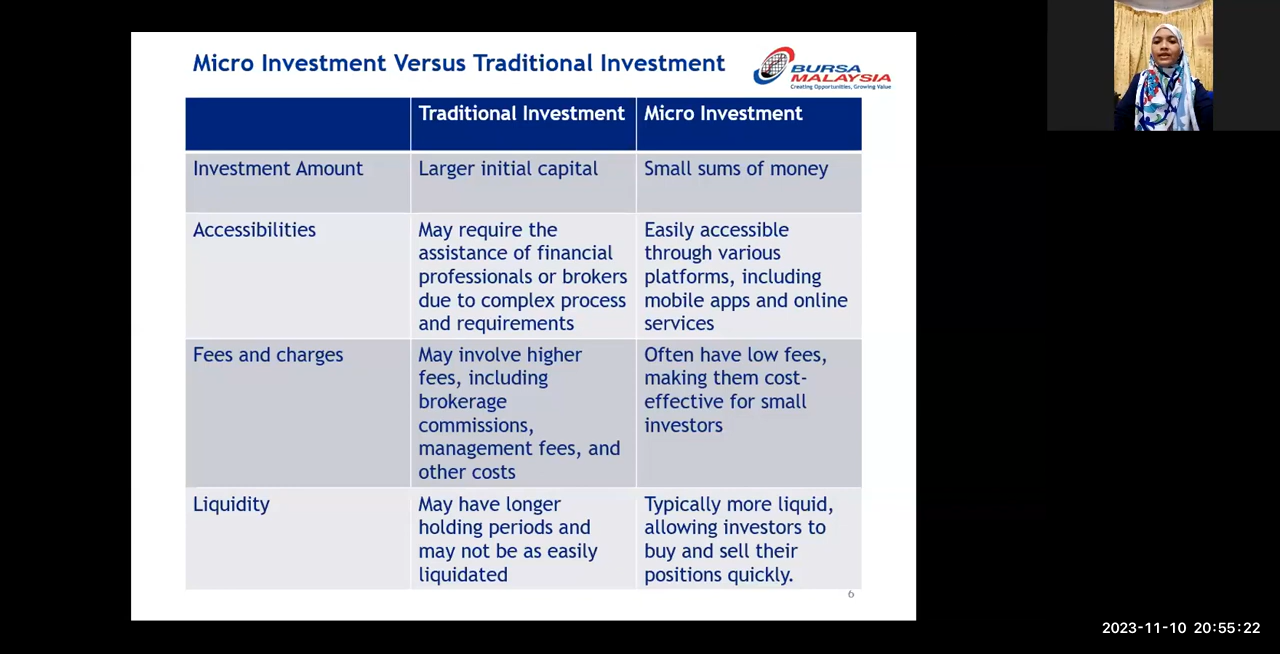 Micro Investment Versus Traditional Investment
BURSA
MALAYSIA
Creating Opportunities, Growing Value
Traditional Investment
Micro Investment
Investment Amount
Larger initial capital
Small sums of money
Accessibilities
May require the
assistance of financial
professionals or brokers
due to complex process
and requirements
Easily accessible
through various
platforms, including
mobile apps and online
services
Fees and charges
May involve higher
fees, including
brokerage
commissions,
management fees, and
other costs
Often have low fees,
making them cost-
effective for small
investors
Liquidity
May have longer
holding periods and
may not be as easily
liquidated
Typically more liquid,
allowing investors to
buy and sell their
positions quickly.
6
2023-11-10 20:55:22